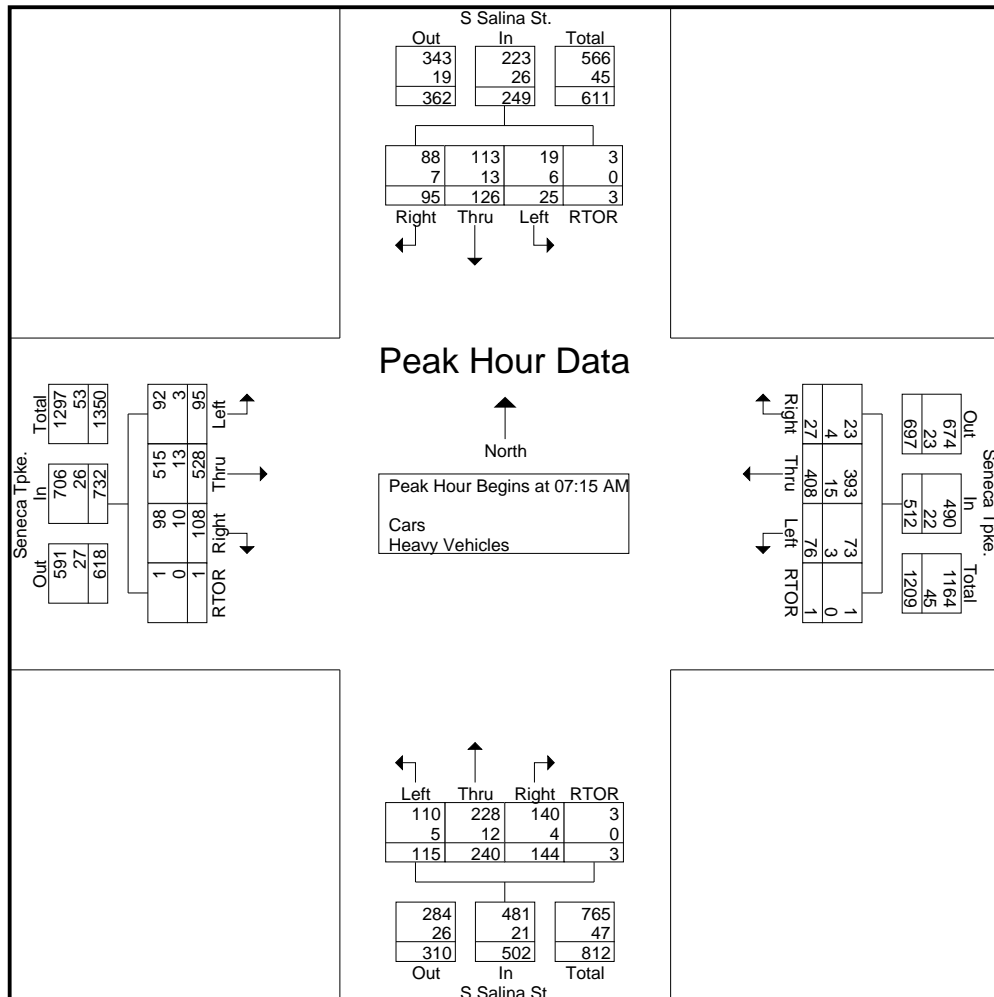 S Salina St.
Out In Total
343 223 566
19 26 45
362 249 611
88 113 19 3
7 13 6 0
95 126 25 3
Right Thru Left RTOR
Peak Hour Data
North
Peak Hour Begins at 07:15 AM
Cars
Heavy Vehicles
Seneca Tpke.
Out In Total
591 706 1297
27 26 53
618 732 1350
1 98 515 92
0 10 13 3
1 108 528 95
RTOR Right Thru Left
Seneca Tpke.
Out In Total
674 490 1164
23 22 45
697 512 1209
23 393 73 1
4 15 3 0
27 408 76 1
Right Thru Left RTOR
Left Thru Right RTOR
110 228 140 3
5 12 4 0
115 240 144 3
284 481 765
26 21 47
310 502 812
Out In Total
S Salina St.